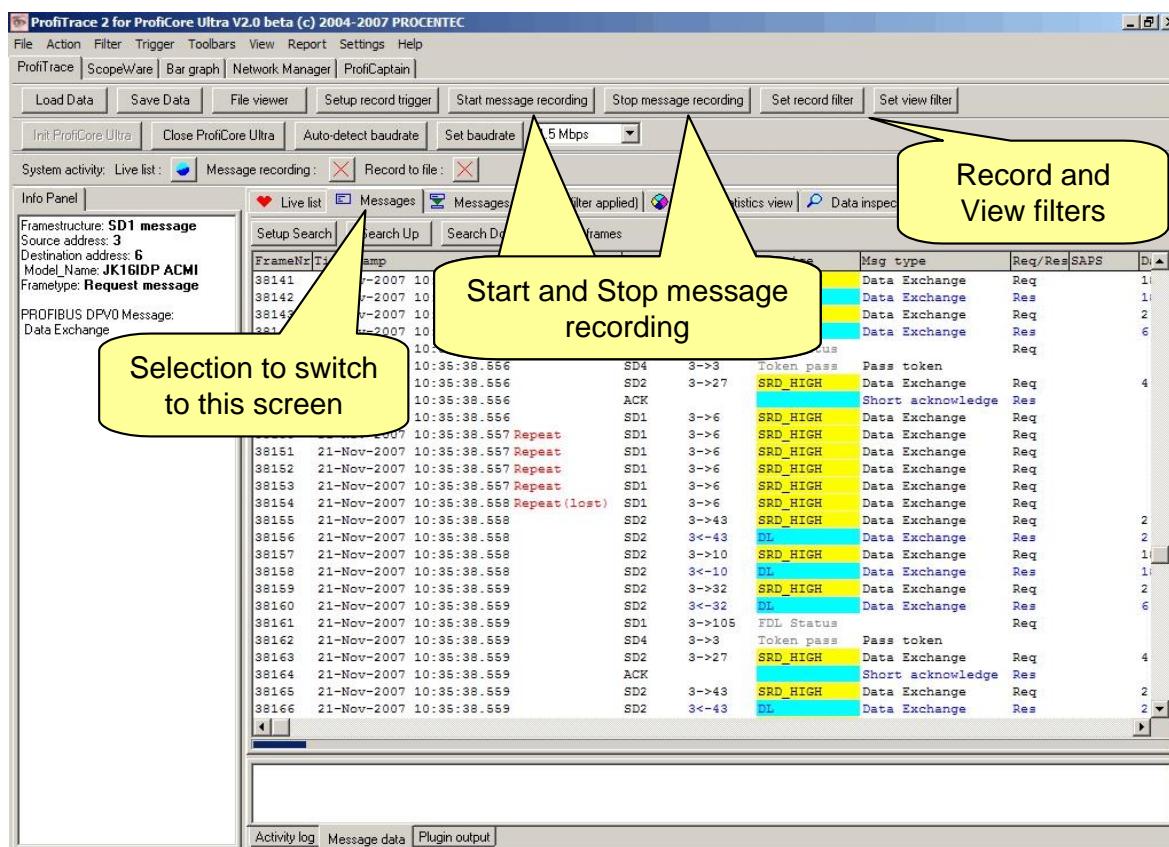 ProfiTrace 2 for ProfiCore Ultra V2.0 beta (c) 2004-2007 PROCENTEC
File Action Filter Trigger Toolbars View Report Settings Help
ProfiTrace ScopeWare Bar graph Network Manager ProfiCaptain
Load Data Save Data File viewer Setup record trigger Start message recording Stop message recording Set record filter Set view filter
Init ProfiCore Ultra Close ProfiCore Ultra Auto-detect baudrate Set baudrate .5 Mbps
System activity: Live list : Message recording : Record to file :
Record and
View filters
Info Panel
Live list Messages Messages filter applied) view Data inspec
Framestructure: SD1 message
Source address: 3
Destination address: 6
Model_Name: JK16IDP ACMI
Frametype: Request message
PROFIBUS DPV0 Message:
Data Exchange
Setup Search Search Up Search Do frames
FrameNr Msg type Req/Res SAPS
Start and Stop message
recording
Selection to switch
to this screen
38141 -2007 10 Data Exchange Req
38142 -2007 10 Data Exchange Res
-2007 10 Data Exchange Req 2
-2007 10 Data Exchange Res 6
Req
10:35:38.556 SD4 3->3 Token pass Pass token
10:35:38.556 SD2 3->27 SRD_HIGH Data Exchange Req 4
10:35:38.556 ACK Short acknowledge Res
10:35:38.556 SD1 3->6 SRD_HIGH Data Exchange Req
2007 10:35:38.557 Repeat SD1 3->6 SRD_HIGH Data Exchange Req
38151 21-Nov-2007 10:35:38.557 Repeat SD1 3->6 SRD_HIGH Data Exchange Req
38152 21-Nov-2007 10:35:38.557 Repeat SD1 3->6 SRD_HIGH Data Exchange Req
38153 21-Nov-2007 10:35:38.557 Repeat SD1 3->6 SRD_HIGH Data Exchange Req
38154 21-Nov-2007 10:35:38.558 Repeat(lost) SD1 3->6 SRD_HIGH Data Exchange Req
38155 21-Nov-2007 10:35:38.558 SD2 3->43 SRD_HIGH Data Exchange Req 2
38156 21-Nov-2007 10:35:38.558 SD2 3<-43 DL Data Exchange Res 2
38157 21-Nov-2007 10:35:38.558 SD2 3->10 SRD_HIGH Data Exchange Req
38158 21-Nov-2007 10:35:38.558 SD2 3<-10 DL Data Exchange Res
38159 21-Nov-2007 10:35:38.559 SD2 3->32 SRD_HIGH Data Exchange Req 2
38160 21-Nov-2007 10:35:38.559 SD2 3<-32 DL Data Exchange Res 6
38161 21-Nov-2007 10:35:38.559 SD1 3->105 FDL Status Req
38162 21-Nov-2007 10:35:38.559 SD4 3->3 Token pass Pass token
38163 21-Nov-2007 10:35:38.559 SD2 3->27 SRD_HIGH Data Exchange Req 4
38164 21-Nov-2007 10:35:38.559 ACK Short acknowledge Res
38165 21-Nov-2007 10:35:38.559 SD2 3->43 SRD_HIGH Data Exchange Req 2
38166 21-Nov-2007 10:35:38.559 SD2 3<-43 DL Data Exchange Res 2
Activity log Message data Plugin output